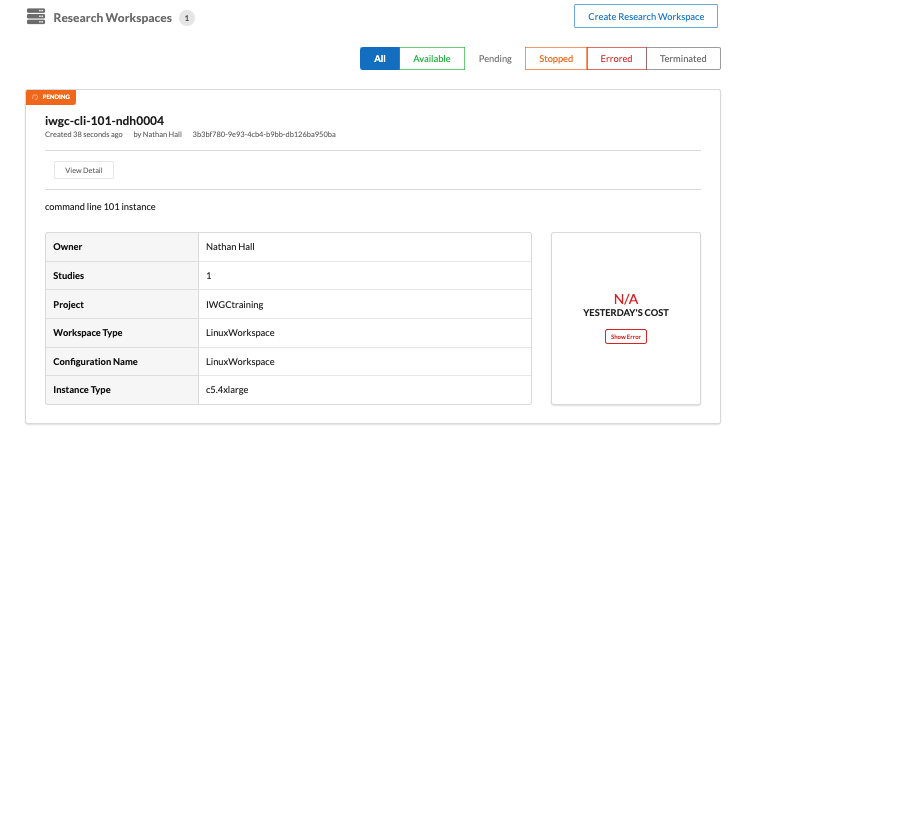 Research Workspaces 1
Create Research Workspace
All Available Pending Stopped Errored Terminated
PENDING
iwgc-cli-101-ndh0004
Created 38 seconds ago by Nathan Hall 3b3bf780-9e93-4cb4-b9bb-db126ba950ba
View Detail
command line 101 instance
Owner Nathan Hall
Studies 1
Project IWGCtraining
Workspace Type LinuxWorkspace
Configuration Name LinuxWorkspace
Instance Type c5.4xlarge
N/A
YESTERDAY'S COST
Show Error